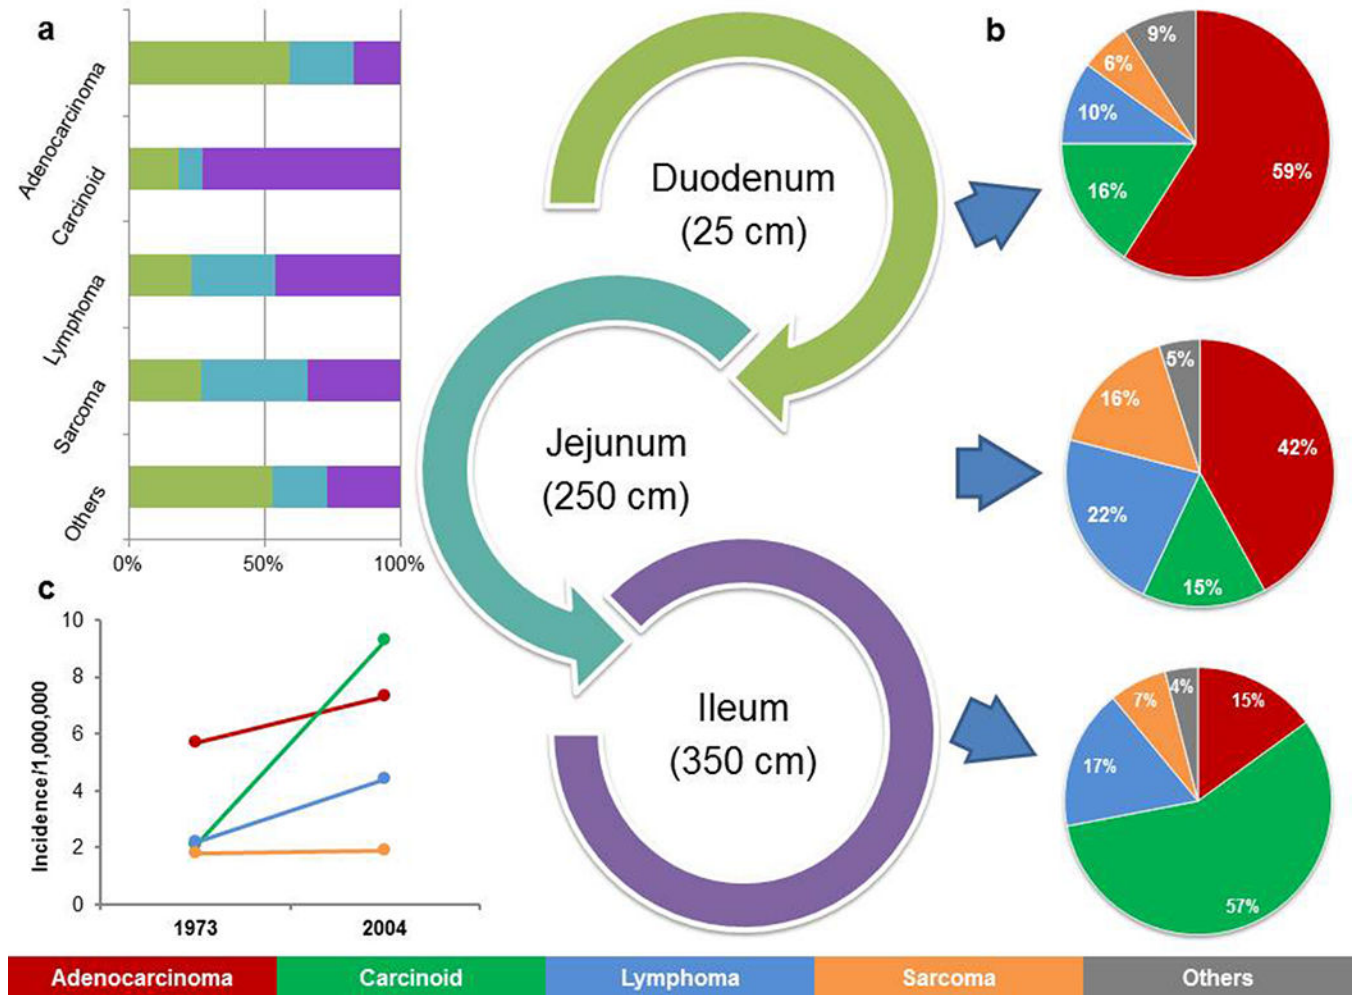 a
Adenocarcinoma
Carcinoid
Lymphoma
Sarcoma
Others
0%
50%
100%
Duodenum
(25 cm)
Jejunum
(250 cm)
Ileum
(350 cm)
b
9%
6%
10%
16%
59%
5%
16%
42%
22%
15%
4%
7%
15%
17%
57%
c
Incidence/1,000,000
10
8
6
4
2
0
1973
2004
Adenocarcinoma
Carcinoid
Lymphoma
Sarcoma
Others